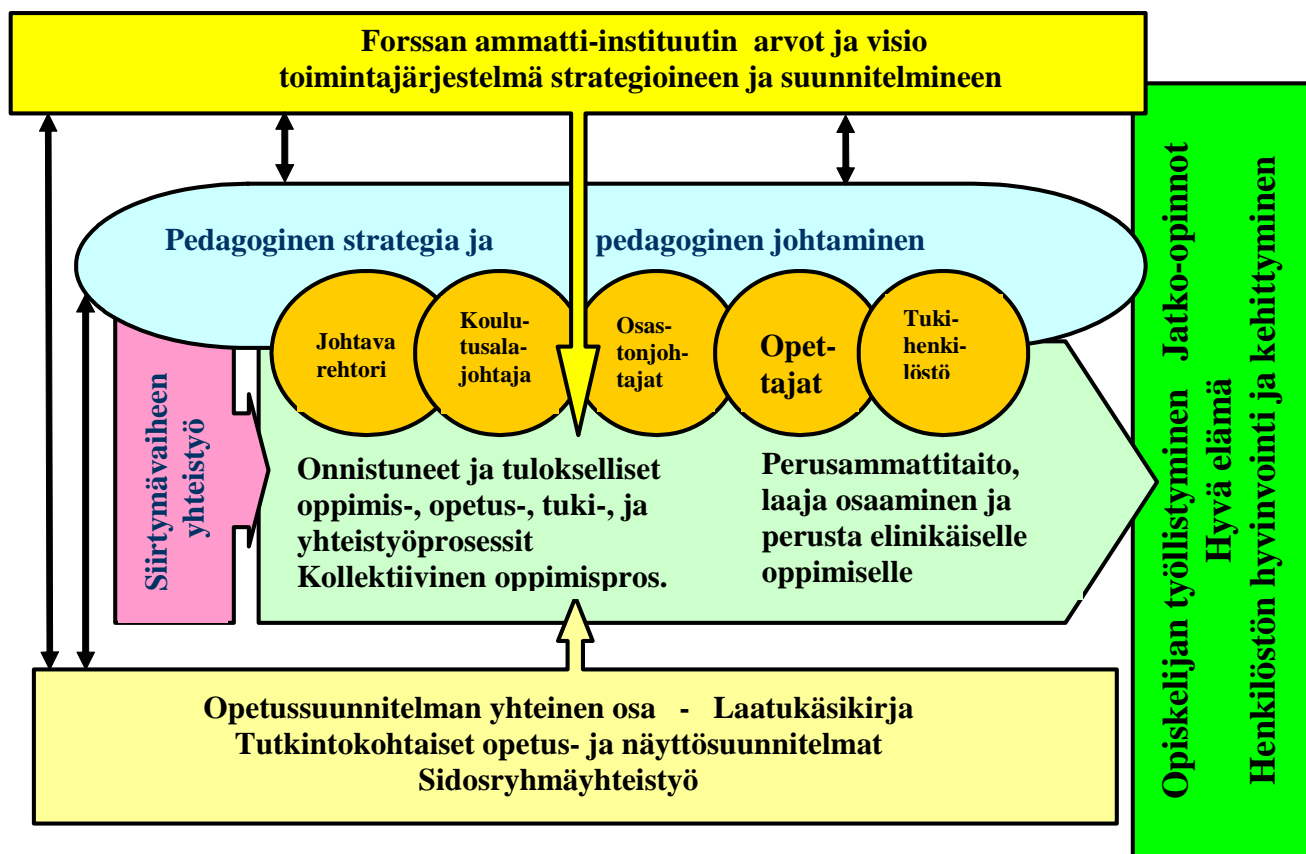 Forssan ammatti-instituutin arvot ja visio
toimintajärjestelmä strategioineen ja suunnitelmineen
Pedagoginen strategia ja pedagoginen johtaminen
Johtava
rehtori
Koulu-
tusala-
johtaja
Osas-
tonjoh-
tajat
Opet-
tajat
Tuki-
henki-
löstö
Siirtymävaiheen
yhteistyö
Onnistuneet ja tulokselliset
oppimis-, opetus-, tuki-, ja
yhteistyöprosessit
Kollektiivinen oppimispros.
Perusammattitaito,
laaja osaaminen ja
perusta elinikäiselle
oppimiselle
Opiskelijan työllistyminen Jatko-opinnot
Hyvä elämä
Henkilöstön hyvinvointi ja kehittyminen
Opetussuunnitelman yhteinen osa - Laatukäsikirja
Tutkintokohtaiset opetus- ja näyttösuunnitelmat
Sidosryhmäyhteistyö